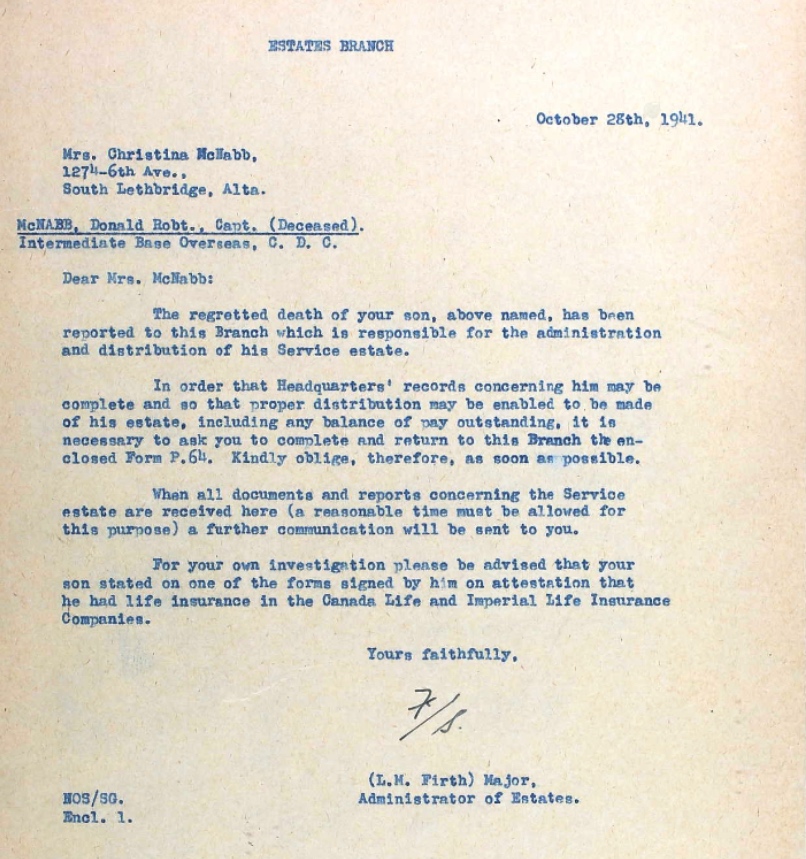 ESTATES BRANCH
October 28th, 1941.
Mrs. Christina McNabb,
1274-6th Ave.,
South Lethbridge, Alta.
McNABB, Donald Robt., Capt. (Deceased).
Intermediate Base Overseas, C. D. C.
Dear Mrs. McNabb:
The regretted death of your son, above named, has been
reported to this Branch which is responsible for the administration
and distribution of his Service estate.
In order that Headquarters' records concerning him may be
complete and so that proper distribution may be enabled to be made
of his estate, including any balance of pay outstanding, it is
necessary to ask you to complete and return to this Branch the en-
closed Form P.64. Kindly oblige, therefore, as soon as possible.
When all documents and reports concerning the Service
estate are received here (a reasonable time must be allowed for
this purpose) a further communication will be sent to you.
For your own investigation please be advised that your
son stated on one of the forms signed by him on attestation that
he had life insurance in the Canada Life and Imperial Life Insurance
Companies.
Yours faithfully,
(L.M. Firth) Major,
Administrator of Estates.
NOS/SG.
Encl. 1.